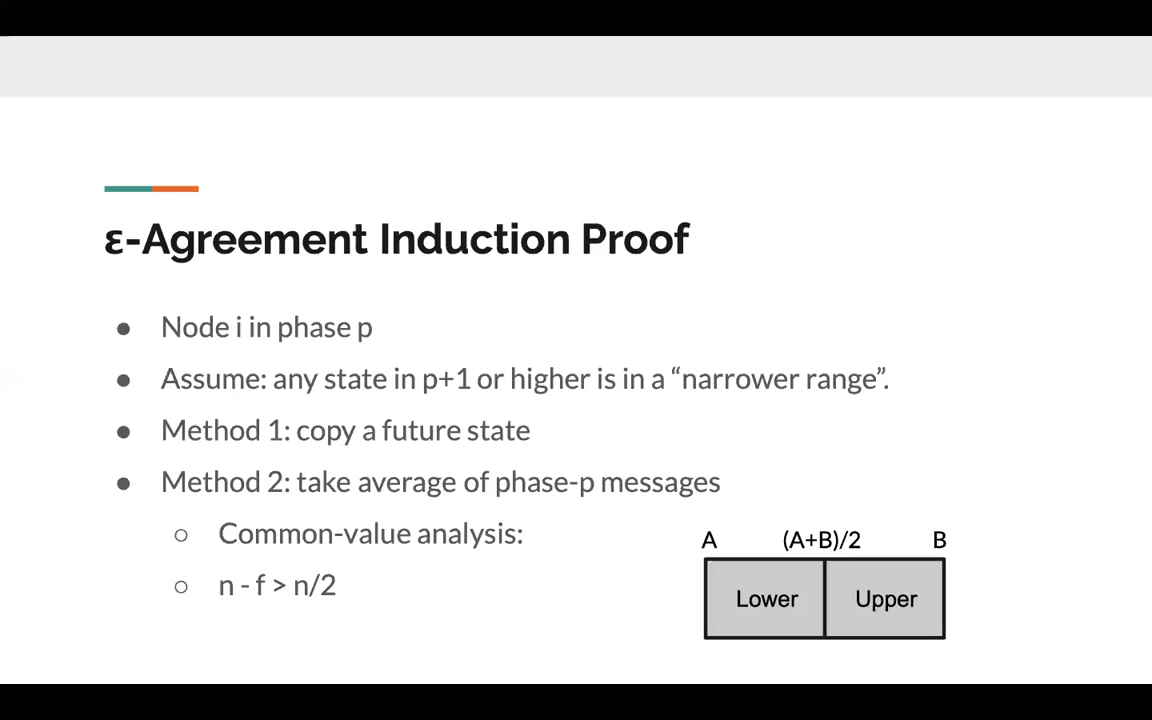 ε-Agreement Induction Proof
● Node i in phase p
● Assume: any state in p+1 or higher is in a “narrower range”.
● Method 1: copy a future state
● Method 2: take average of phase-p messages
○ Common-value analysis:
○ n - f > n/2
A (A+B)/2 B
Lower Upper